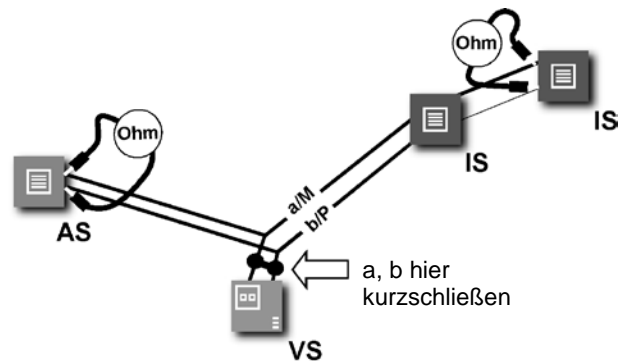 Ohm
IS
Ohm
IS
a/M
b/P
AS
a, b hier
kurzschließen
VS